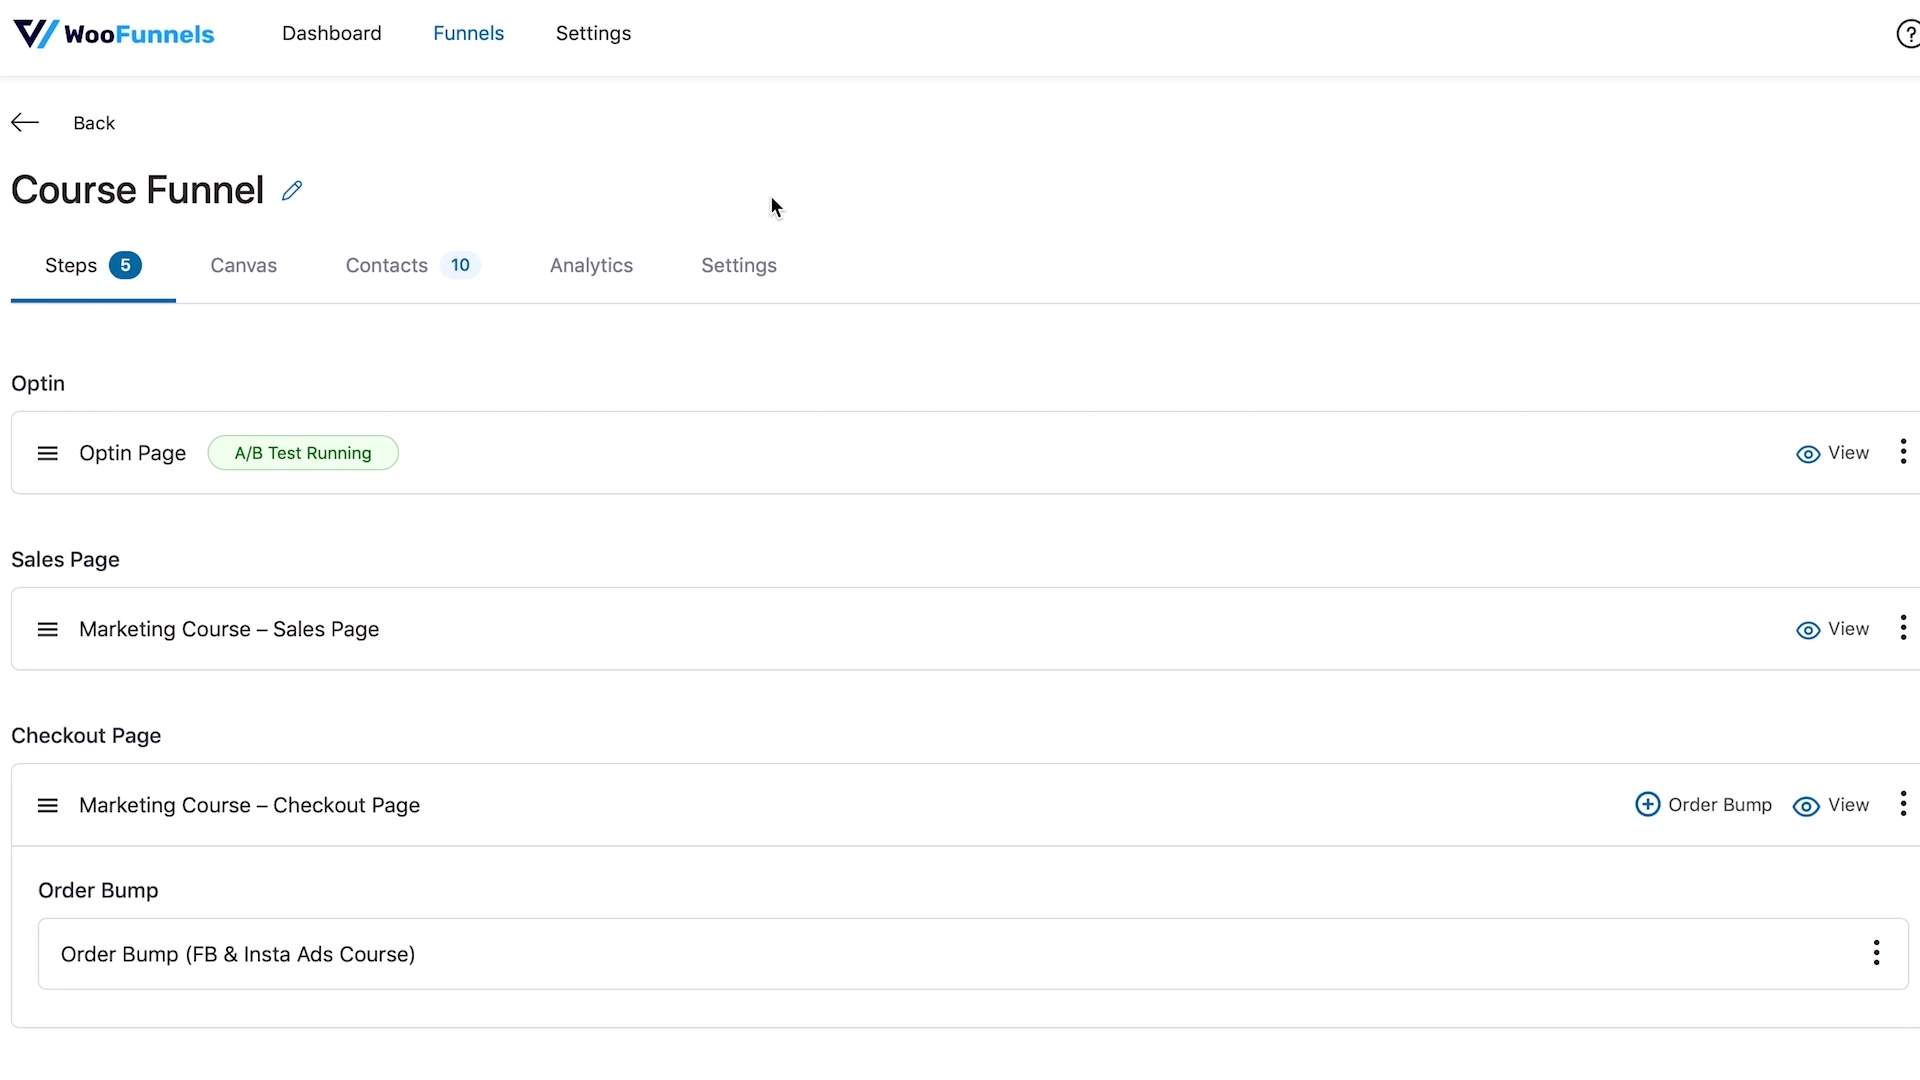 WooFunnels Dashboard Funnels Settings ?
Back
Course Funnel
Steps 5 Canvas Contacts 10 Analytics Settings
Optin
Optin Page A/B Test Running View
Sales Page
Marketing Course – Sales Page View
Checkout Page
Marketing Course – Checkout Page Order Bump View
Order Bump
Order Bump (FB & Insta Ads Course)